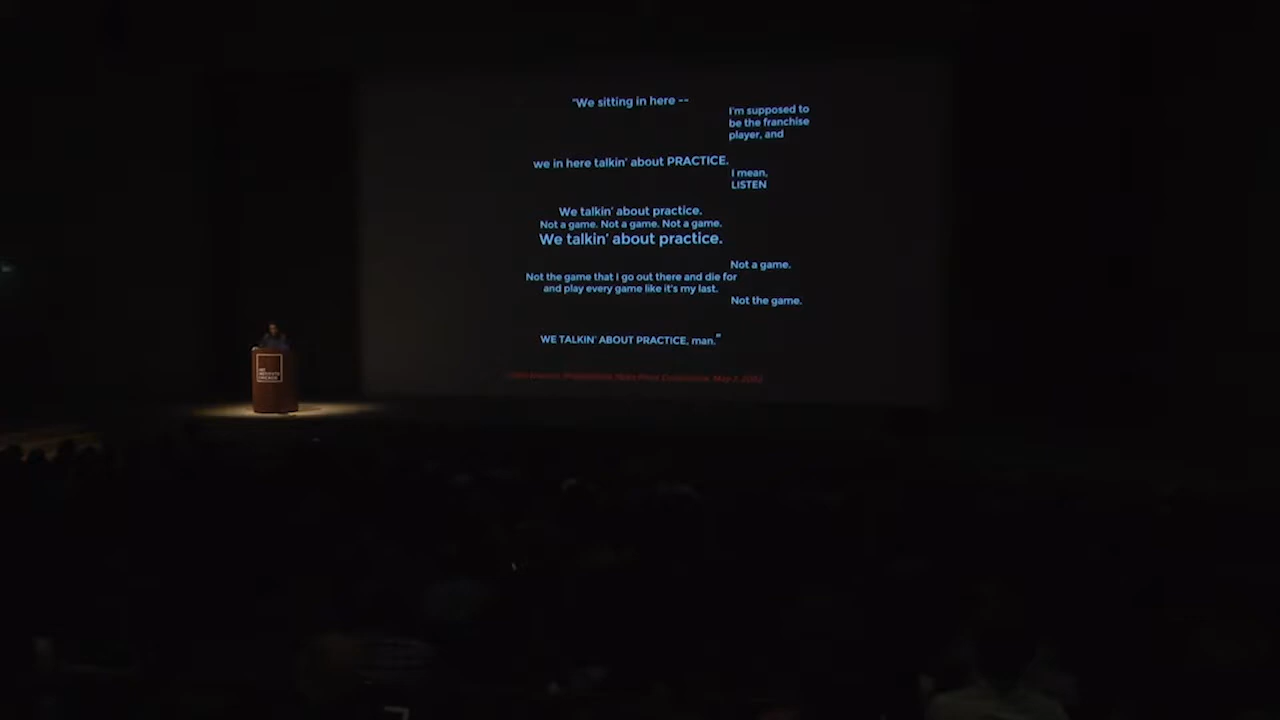 "We sitting in here --
I'm supposed to
be the franchise
player, and
we in here talkin' about PRACTICE.
I mean,
LISTEN
We talkin' about practice.
Not a game. Not a game. Not a game.
We talkin' about practice.
Not a game.
Not the game that I go out there and die for
and play every game like it's my last.
Not the game.
WE TALKIN' ABOUT PRACTICE, man."